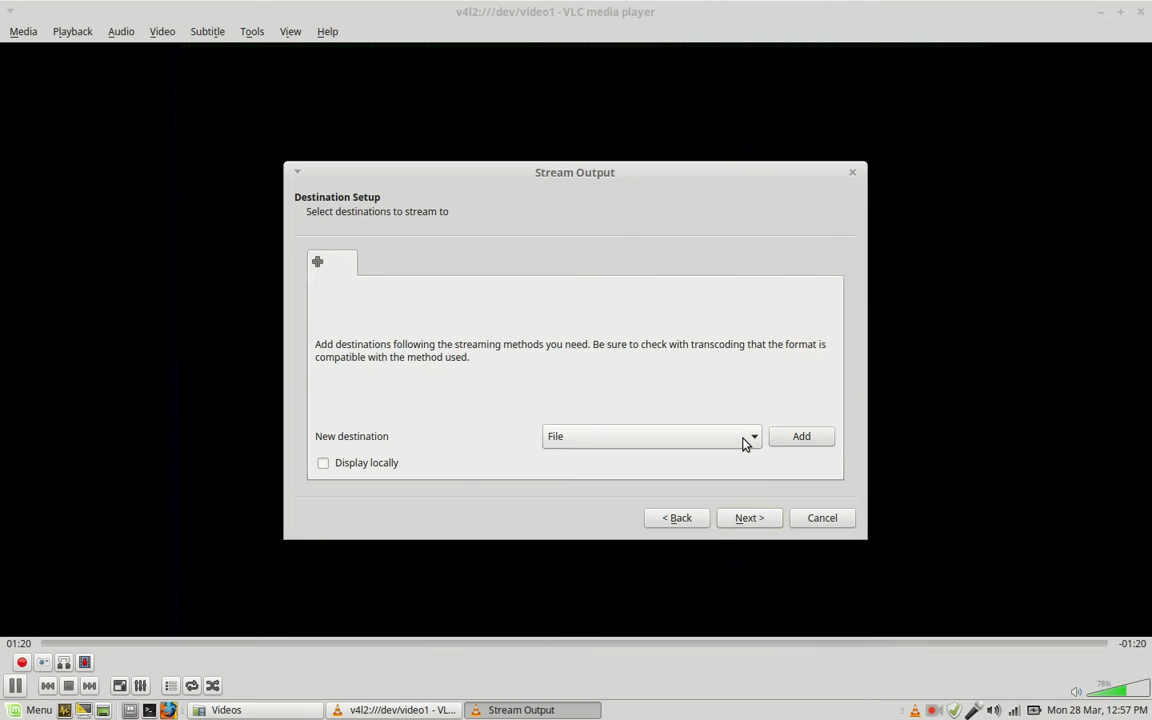 v4l2:///dev/video1 - VLC media player
Media Playback Audio Video Subtitle Tools View Help
Stream Output
Destination Setup
Select destinations to stream to
Add destinations following the streaming methods you need. Be sure to check with transcoding that the format is
compatible with the method used.
New destination File Add
Display locally
< Back Next > Cancel
01:20 -01:20
78%
Menu Videos v4l2:///dev/video1 - VL... Stream Output Mon 28 Mar, 12:57 PM